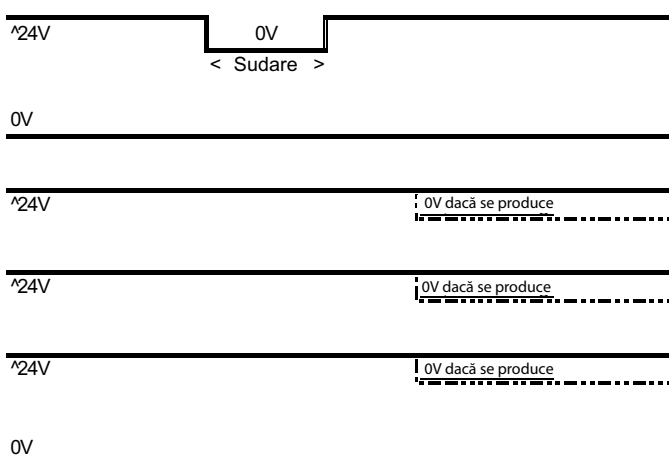 ^24V
0V
< Sudare >
0V
^24V
0V dacă se produce
^24V
0V dacă se produce
^24V
0V dacă se produce
0V